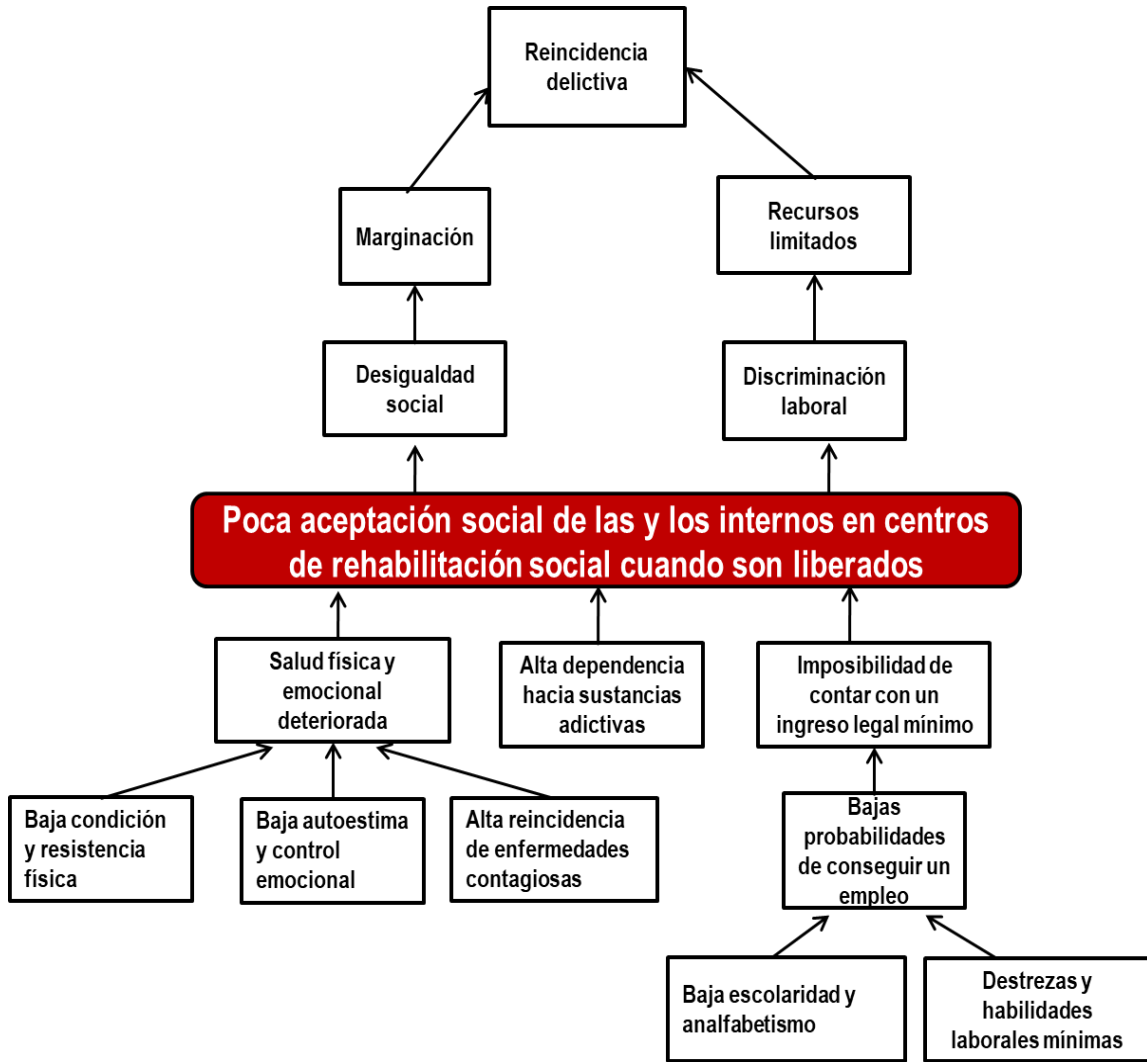 Reincidencia
delictiva
Marginación
Recursos
limitados
Desigualdad
social
Discriminación
laboral
Poca aceptación social de las y los internos en centros
de rehabilitación social cuando son liberados
Salud física y
emocional
deteriorada
Alta dependencia
hacia sustancias
adictivas
Imposibilidad de
contar con un
ingreso legal mínimo
Baja condición
y resistencia
física
Baja autoestima
y control
emocional
Alta reincidencia
de enfermedades
contagiosas
Bajas
probabilidades
de conseguir un
empleo
Baja escolaridad y
analfabetismo
Destrezas y
habilidades
laborales mínimas